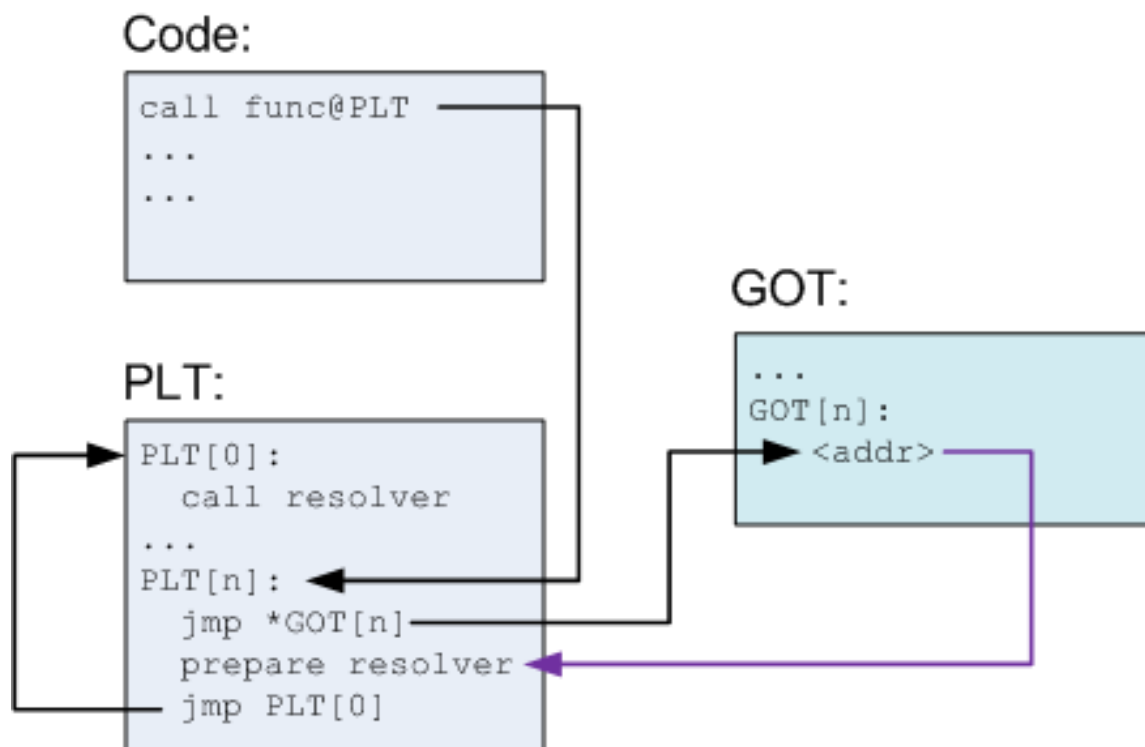 Code:
call func@PLT
...
...
PLT:
PLT[0]:
call resolver
...
PLT[n]:
jmp *GOT[n]
prepare resolver
jmp PLT[0]
GOT:
...
GOT[n]:
<addr>